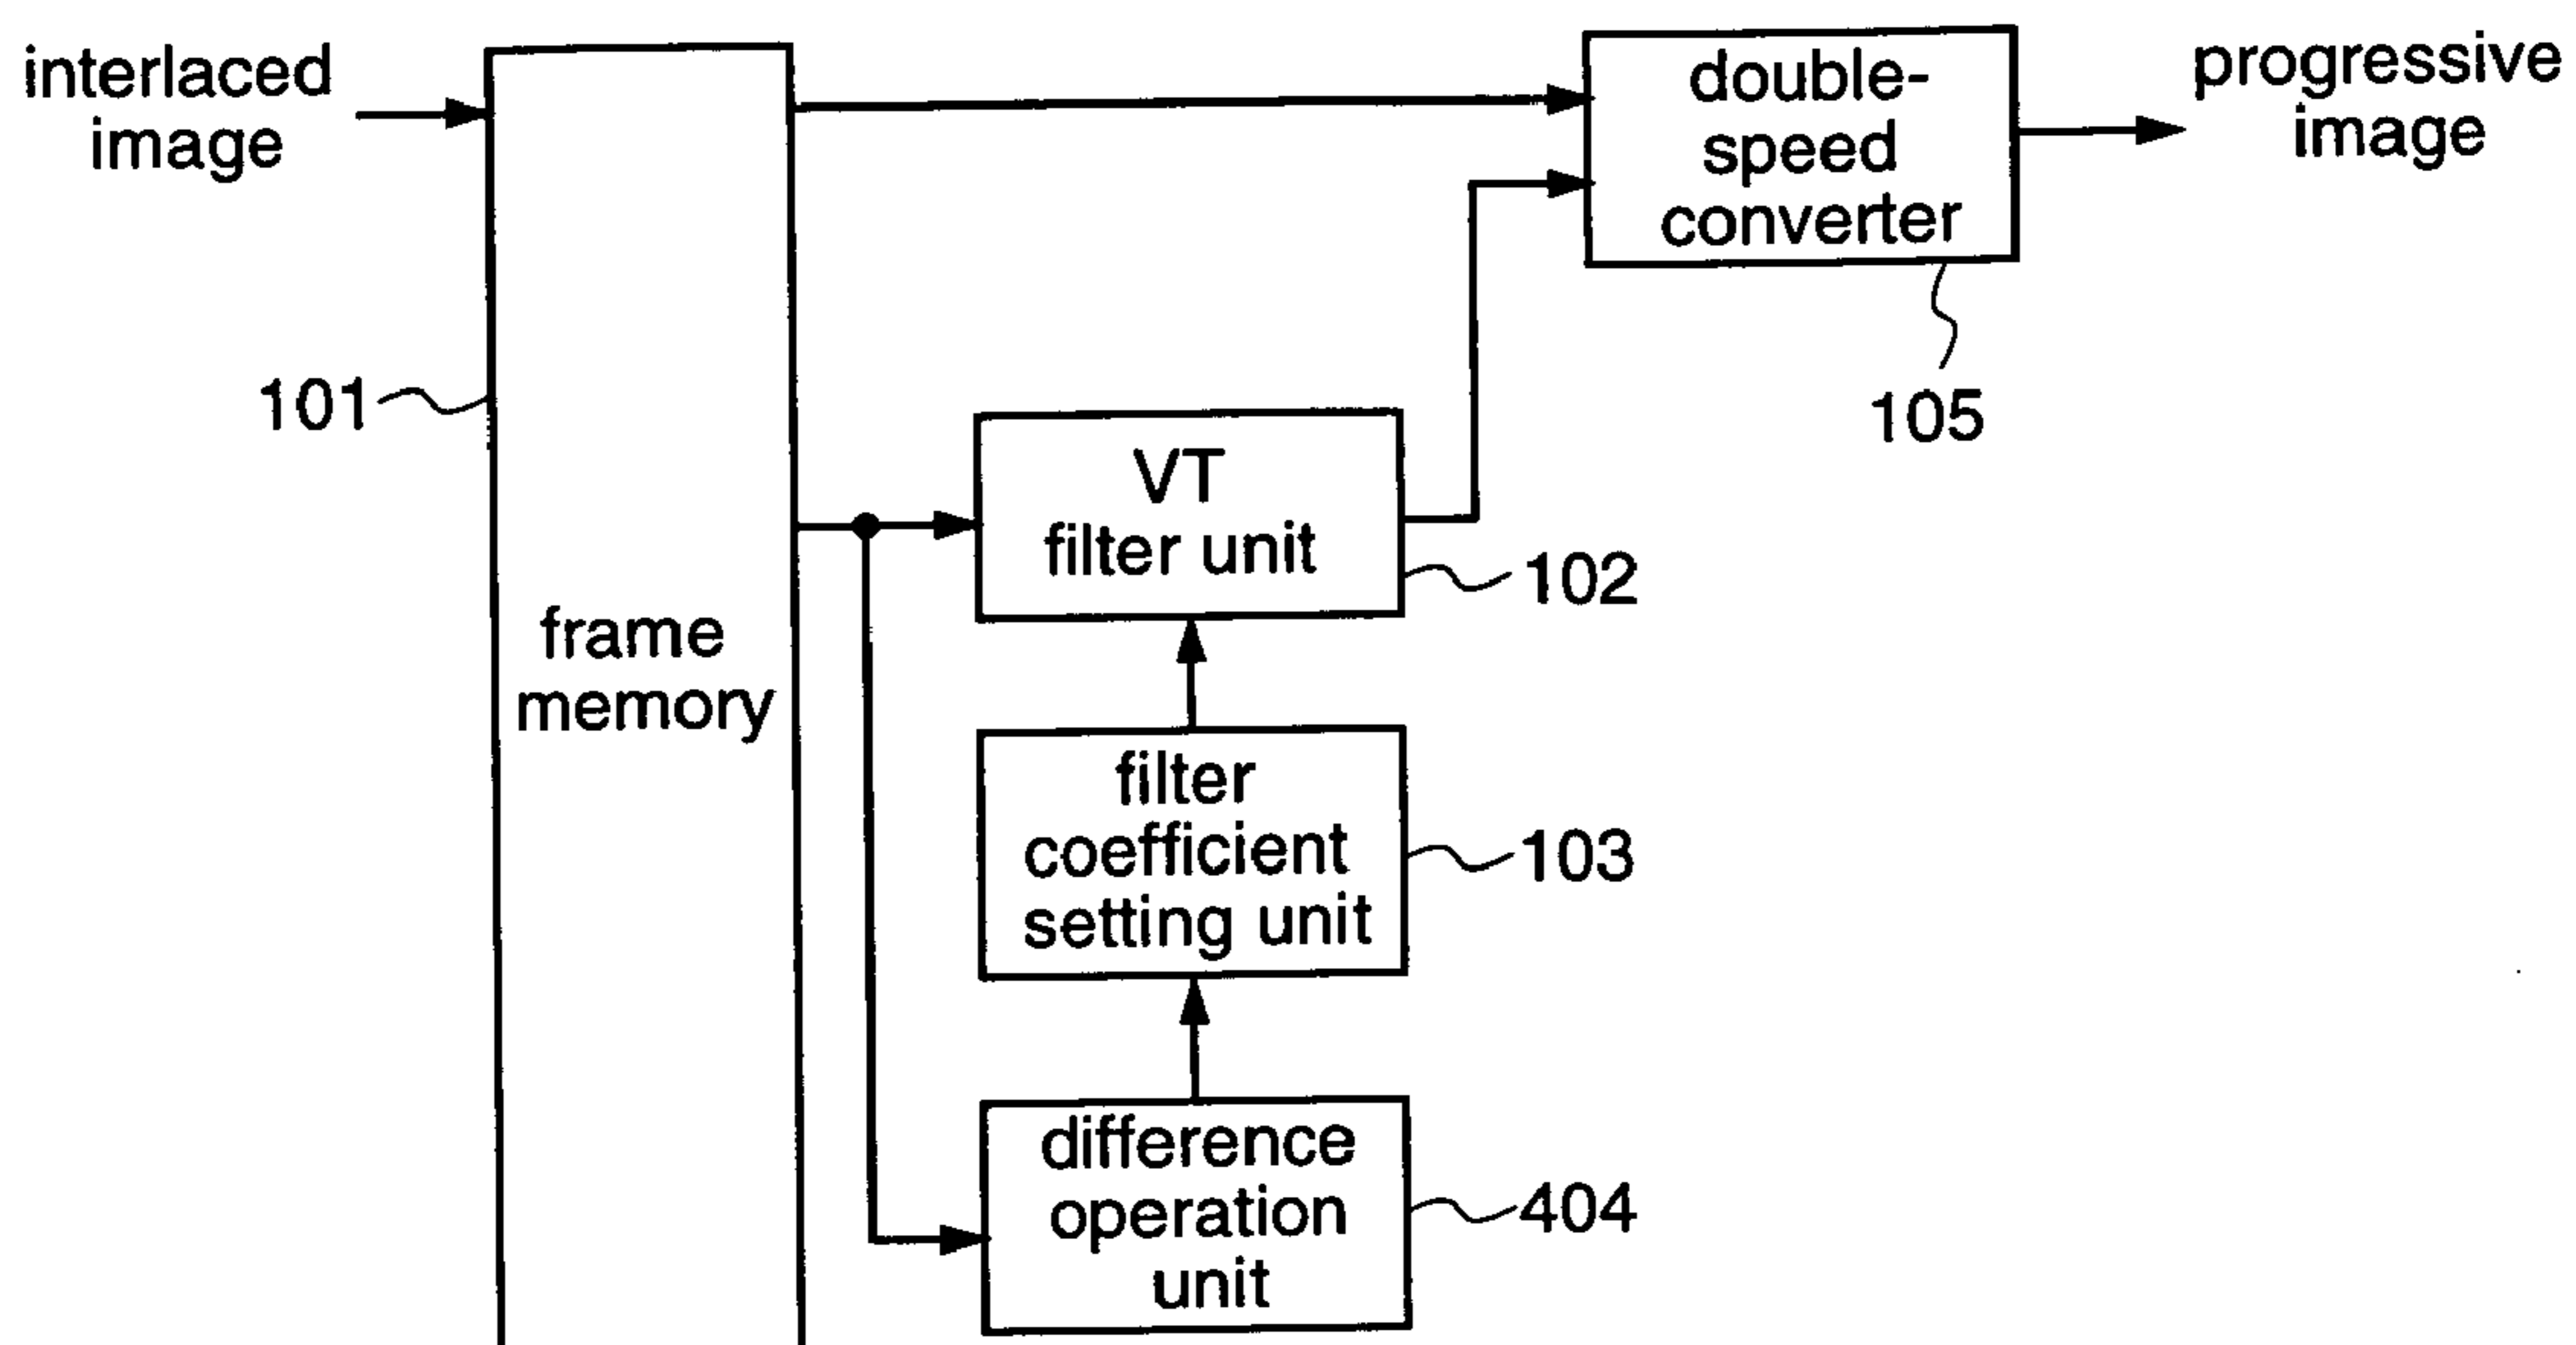 interlaced
image
101
frame
memory
double-
speed
converter
105
progressive
image
VT
filter unit
102
filter
coefficient
setting unit
103
difference
operation
unit
404